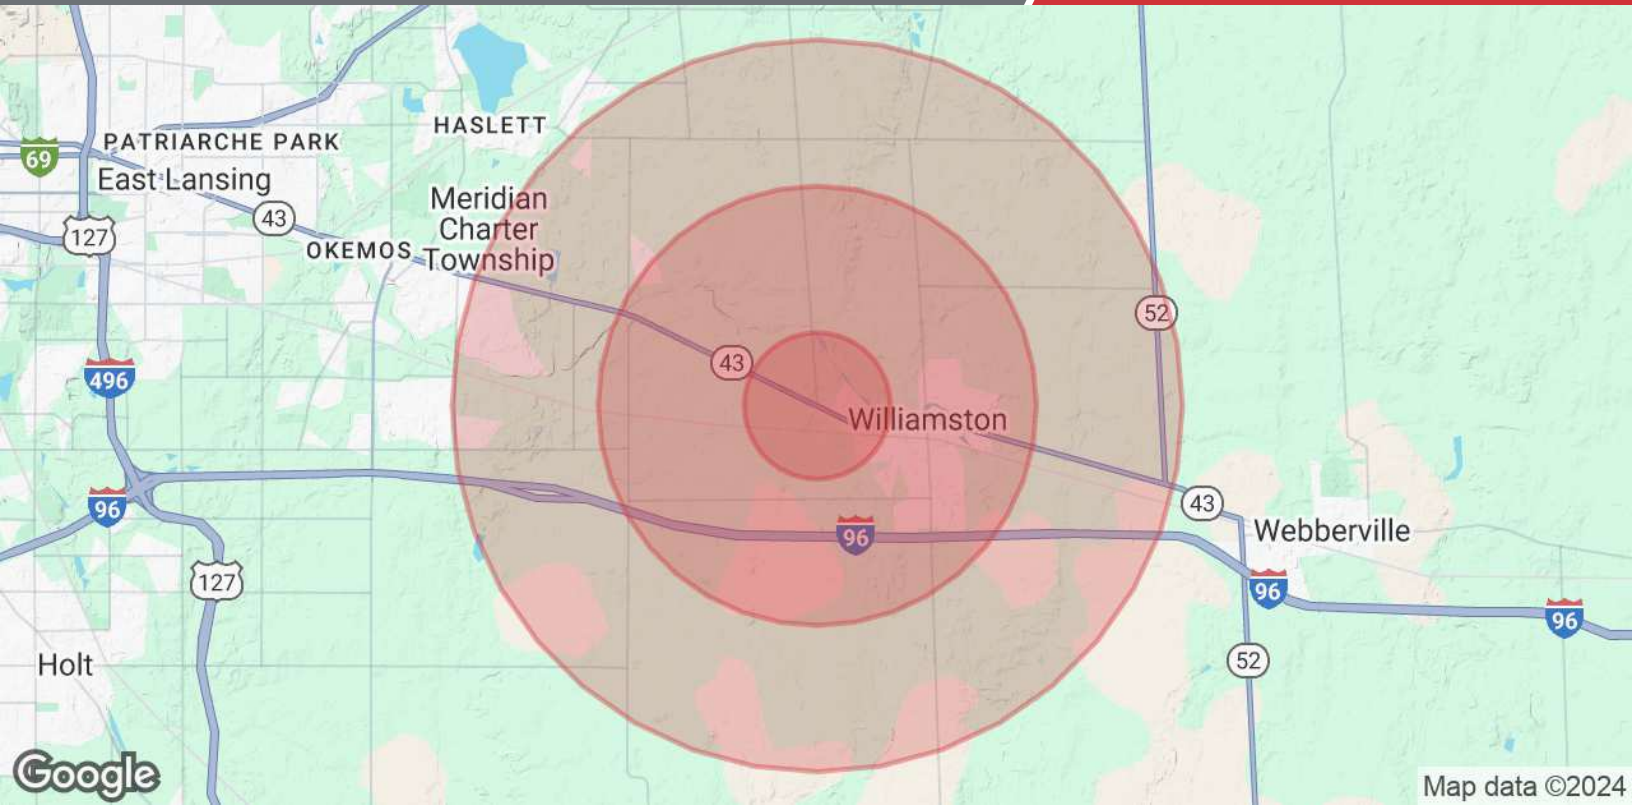 HASLETT
PATRIARCHE PARK
69
East Lansing
Meridian
Charter
Township
43
127
OKEMOS
52
43
496
Williamston
96
43
96
Webberville
127
96
96
Holt
52
Google
Map data ©2024